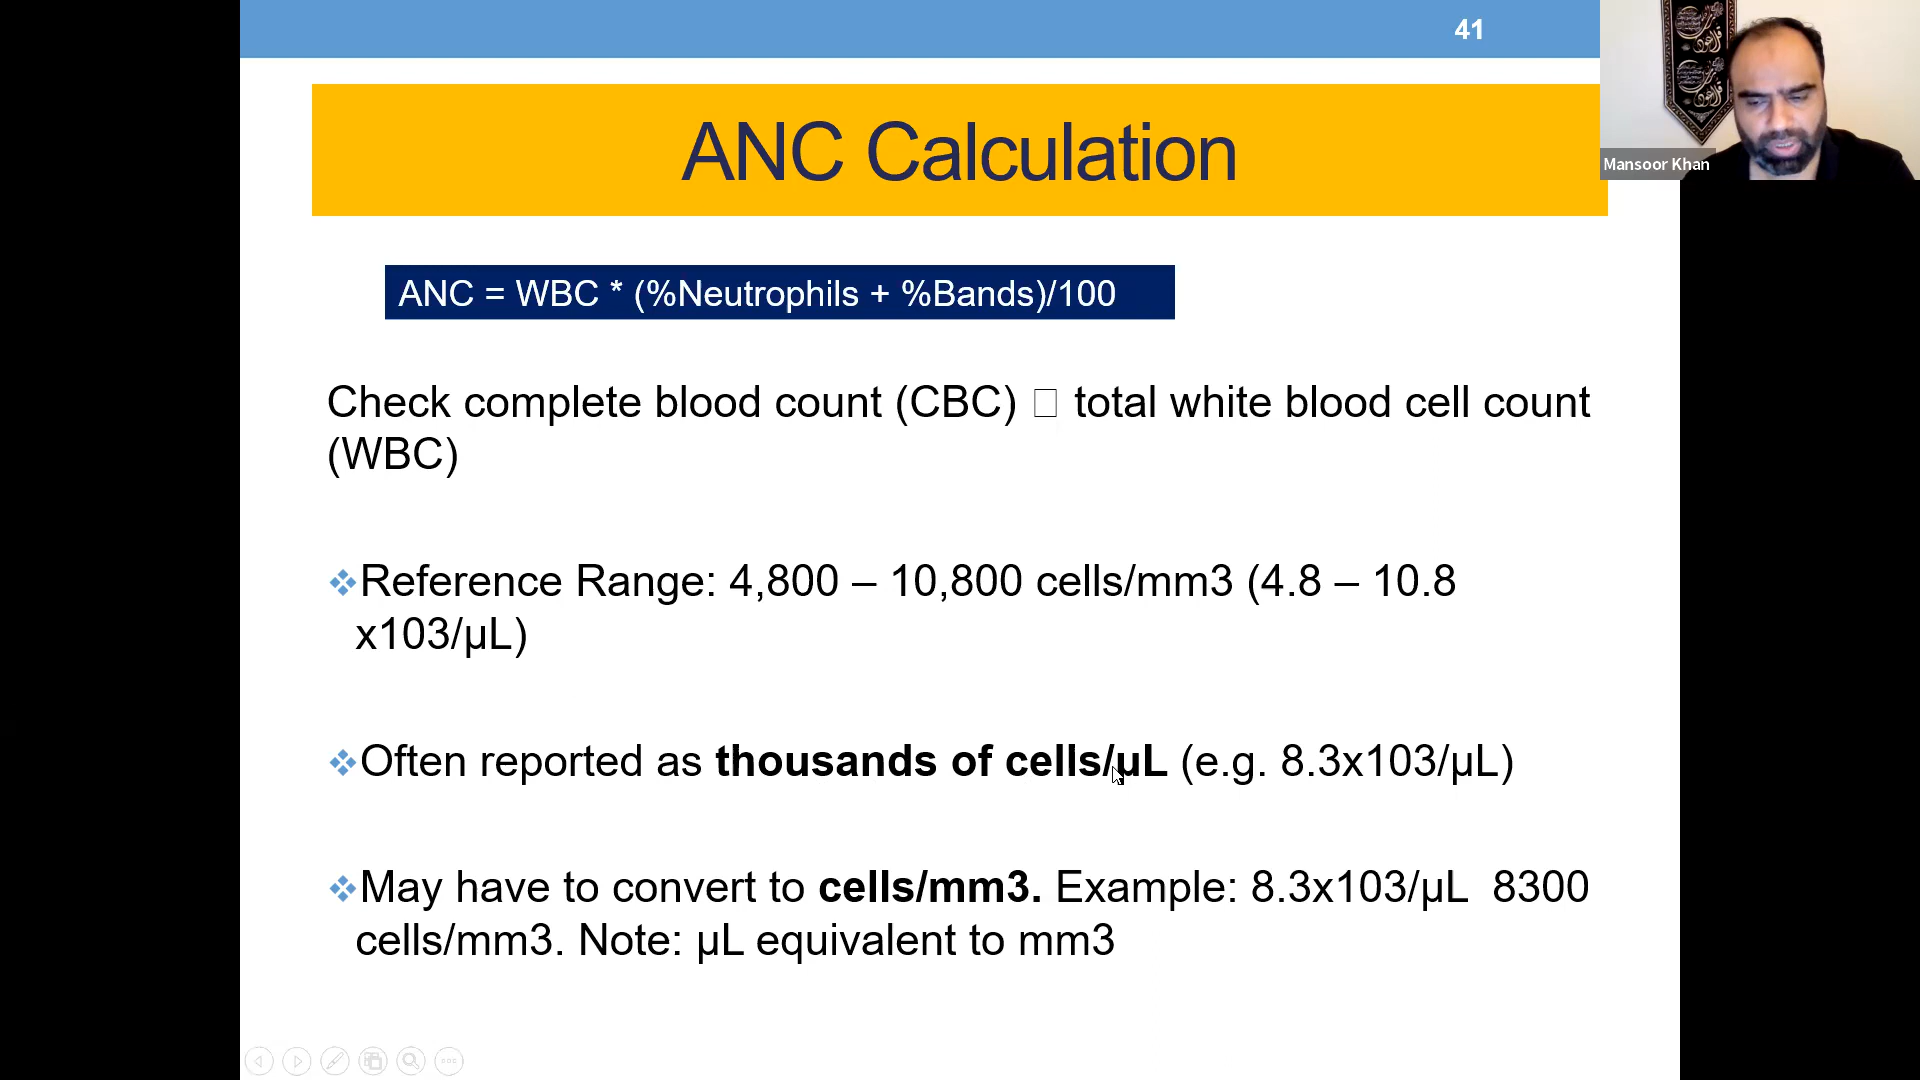 41
ANC Calculation
Mansoor Khan
ANC = WBC * (%Neutrophils + %Bands)/100
Check complete blood count (CBC) □ total white blood cell count
(WBC)
❖Reference Range: 4,800 – 10,800 cells/mm3 (4.8 – 10.8
x103/µL)
❖Often reported as thousands of cells/µL (e.g. 8.3x103/µL)
❖May have to convert to cells/mm3. Example: 8.3x103/µL  8300
cells/mm3. Note: µL equivalent to mm3